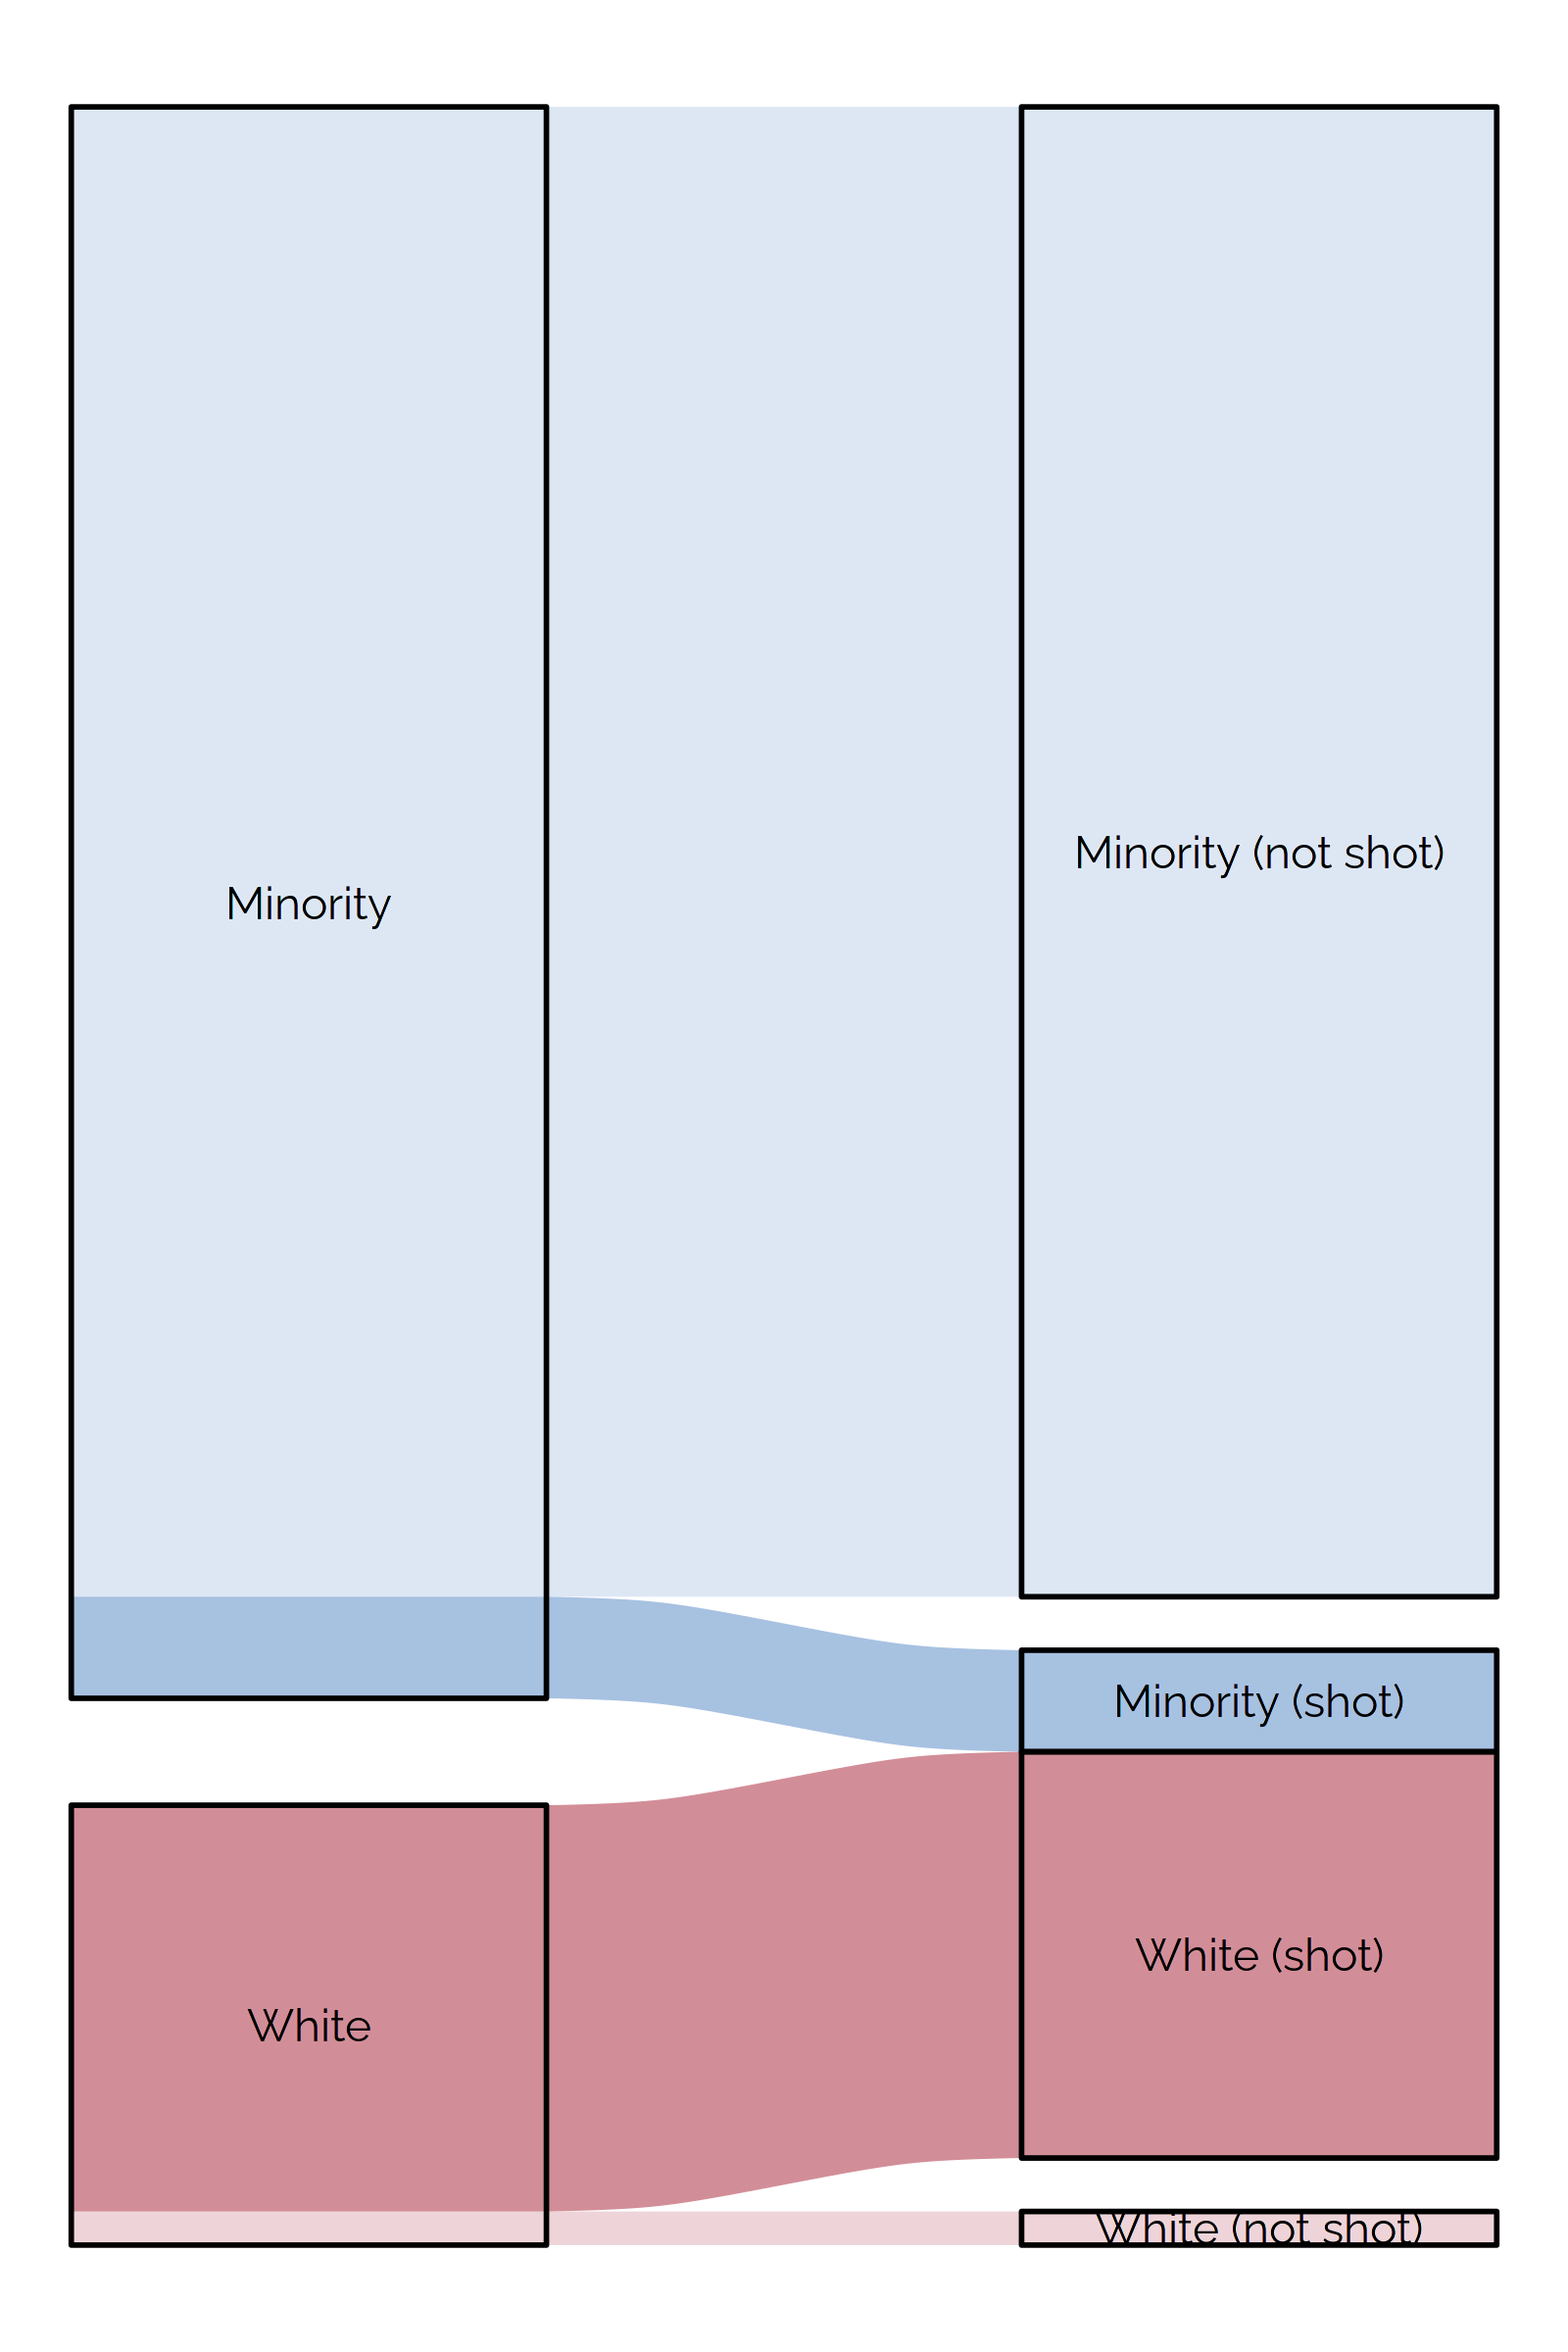 Minority (not shot)
Minority
Minority (shot)
White (shot)
White
White (not shot)